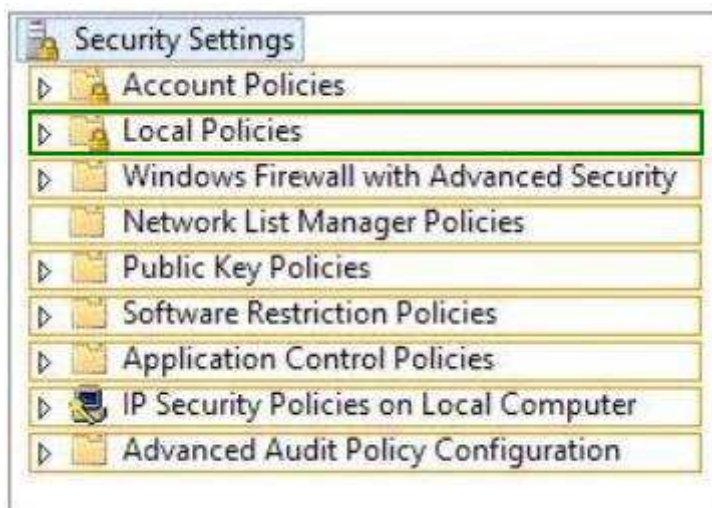 Security Settings
Account Policies
Local Policies
Windows Firewall with Advanced Security
Network List Manager Policies
Public Key Policies
Software Restriction Policies
Application Control Policies
IP Security Policies on Local Computer
Advanced Audit Policy Configuration